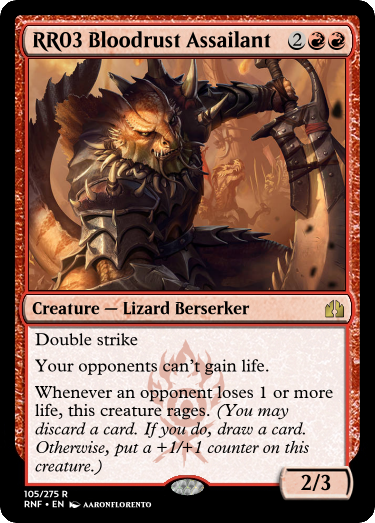 RR03 Bloodrust Assailant 2
Creature — Lizard Berserker
Double strike
Your opponents can't gain life.
Whenever an opponent loses 1 or more
life, this creature rages. (You may
discard a card. If you do, draw a card.
Otherwise, put a +1/+1 counter on this
creature.)
2/3
105/275 R
RNF • EN AARONFLORENTO